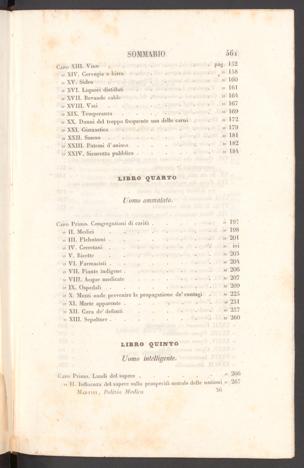 SOMMARIO 561
Capo XIII. Vino . . . pag. 152
» XIV. Cervogia o birra . . . » 158
» XV. Sidro . . . » 160
» XVI. Liquori distillati . . . » 161
» XVII. Bevande calde . . . » 164
» XVIII. Vasi . . . » 167
» XIX. Temperanza . . . » 169
» XX. Danni del troppo frequente uso delle carni . . . » 172
» XXI. Ginnastica . . . » 179
» XXII. Sonno . . . » 181
» XXIII. Patemi d'animo . . . » 182
» XXIV. Sicurezza pubblica . . . » 184
LIBRO QUARTO
Uomo ammalato.
Capo Primo. Congregazioni di carità . . . » 197
» II. Medici . . . » 198
» III. Flebotomi . . . » 201
» IV. Cerretani . . . » ivi
» V. Ricette . . . » 203
» VI. Farmacisti . . . » 205
» VII. Piante indigene . . . » 206
» VIII. Acque medicate . . . » 207
» IX. Ospedali . . . » 209
» X. Mezzi onde prevenire la propagazione de' contagi . . . » 225
» XI. Morte apparente . . . » 231
» XII. Cura de' defunti . . . » 257
» XIII. Sepolture . . . » 260
LIBRO QUINTO
Uomo intelligente.
Capo Primo. Lumi del sapere . . . » 266
» II. Influenza del sapere sulla prosperità morale delle nazioni » 267
Martini, Polizia Medica 36